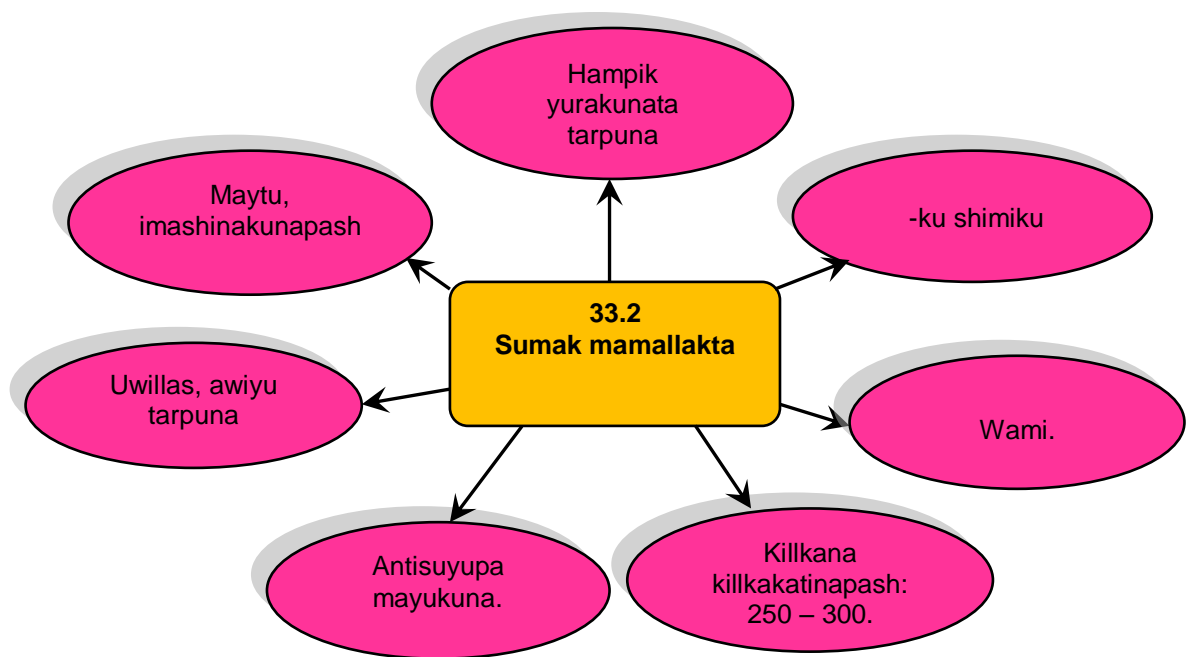 Hampik
yurakunata
tarpuna
Maytu,
imashinakunapash
-ku shimiku
33.2
Sumak mamallakta
Uwillas, awiyu
tarpuna
Wami.
Antisuyupa
mayukuna.
Killkana
killkakatinapash:
250 – 300.